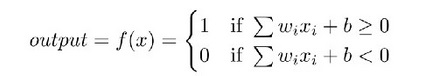 output = f(x) = { 1 if ∑ wᵢxᵢ + b ≥ 0
0 if ∑ wᵢxᵢ + b < 0